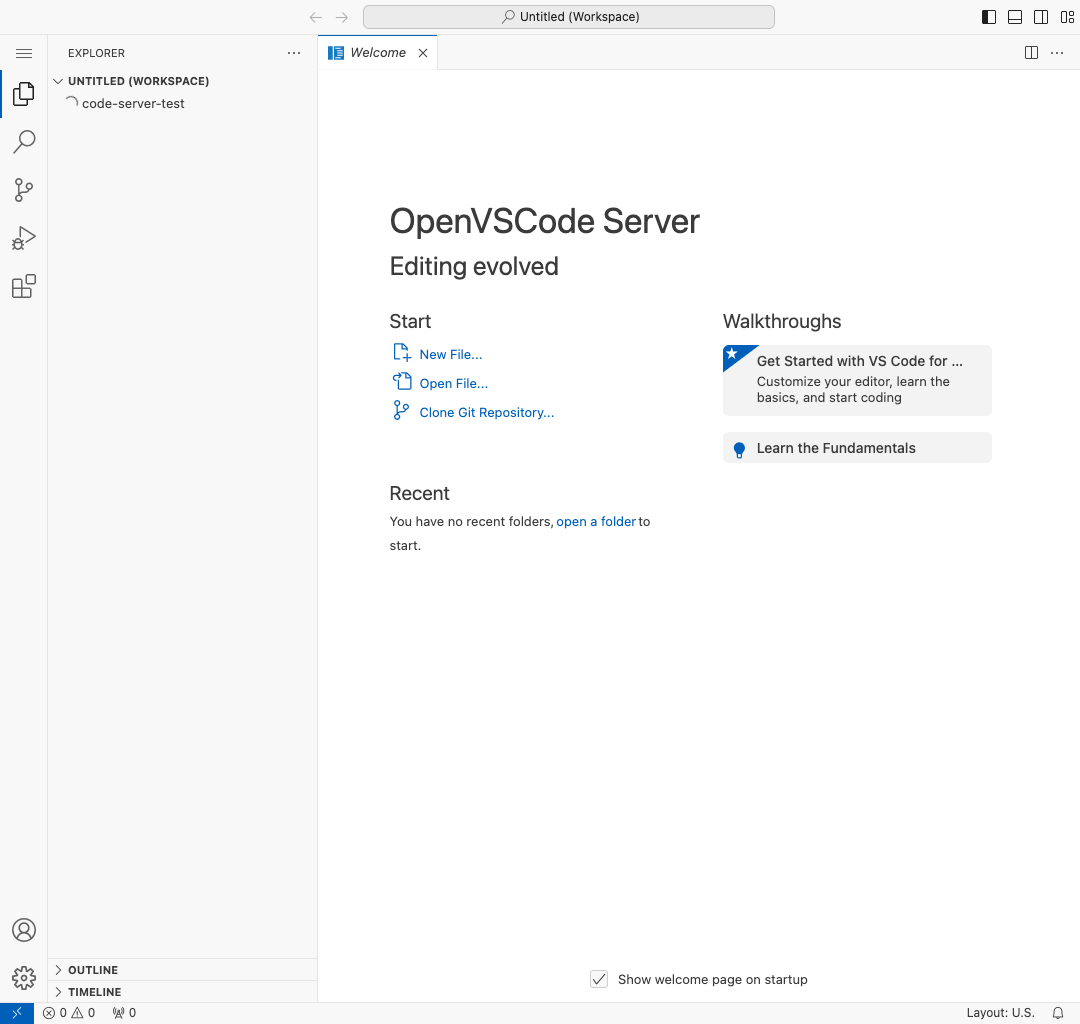 Untitled (Workspace)
EXPLORER
Welcome
UNTITLED (WORKSPACE)
code-server-test
OpenVSCode Server
Editing evolved
Start
New File...
Open File...
Clone Git Repository...
Recent
You have no recent folders, open a folder to
start.
Walkthroughs
Get Started with VS Code for ...
Customize your editor, learn the
basics, and start coding
Learn the Fundamentals
Show welcome page on startup
OUTLINE
TIMELINE
0 0 0
Layout: U.S.